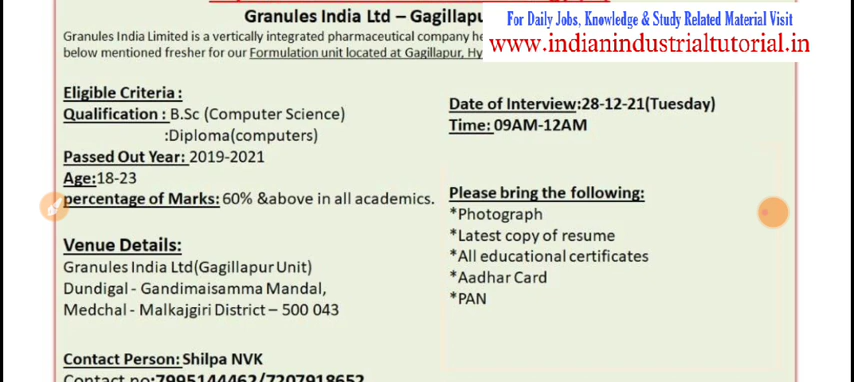 Granules India Ltd – Gagillapu
For Daily Jobs, Knowledge & Study Related Material Visit
www.indianindustrialtutorial.in
Granules India Limited is a vertically integrated pharmaceutical company he
below mentioned fresher for our Formulation unit located at Gagillapur, Hy
Eligible Criteria :
Qualification : B.Sc (Computer Science)
:Diploma(computers)
Passed Out Year: 2019-2021
Age:18-23
percentage of Marks: 60% &above in all academics.
Venue Details:
Granules India Ltd(Gagillapur Unit)
Dundigal - Gandimaisamma Mandal,
Medchal - Malkajgiri District – 500 043
Contact Person: Shilpa NVK
Contact no:7995144462/7207918652
Date of Interview:28-12-21(Tuesday)
Time: 09AM-12AM
Please bring the following:
*Photograph
*Latest copy of resume
*All educational certificates
*Aadhar Card
*PAN